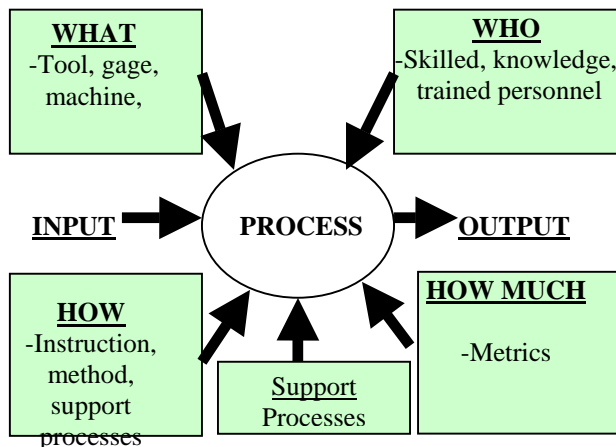 WHAT
-Tool, gage,
machine,
WHO
-Skilled, knowledge,
trained personnel
INPUT
PROCESS
OUTPUT
HOW
-Instruction,
method,
support
processes
Support
Processes
HOW MUCH
-Metrics